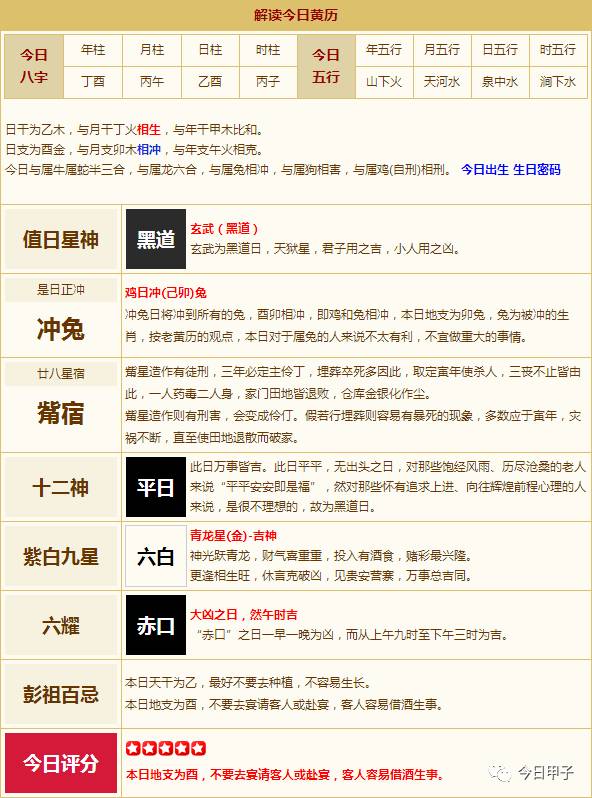 解读今日黄历
今日八字
年柱 月柱 日柱 时柱
丁酉 丙午 乙酉 丙子
今日五行
年五行 月五行 日五行 时五行
山下火 天河水 泉中水 涧下水
日干为乙木，与月干丁火相生，与年干甲木比和。
日支为酉金，与月支卯木相冲，与年支午火相克。
今日与属牛属蛇半三合，与属龙六合，与属兔相冲，与属狗相害，与属鸡(自刑)相刑。 今日出生 生日密码
值日星神
黑道
玄武（黑道）
玄武为黑道日，天狱星，君子用之吉，小人用之凶。
是日正冲
冲兔
鸡日冲(己卯)兔
冲兔日将冲到所有的兔，酉卯相冲，即鸡和兔相冲，本日地支为卯兔，兔为被冲的生
肖，按老黄历的观点，本日对于属兔的人来说不太有利，不宜做重大的事情。
廿八星宿
觜宿
觜星造作有徒刑，三年必定主伶丁，埋葬卒死多因此，取定寅年使杀人，三丧不止皆由
此，一人药毒二人身，家门田地皆退败，仓库金银化作尘。
觜星造作则有刑害，会变成伶仃。假若行埋葬则容易有暴死的现象，多数应于寅年，灾
祸不断，直至使田地退散而破家。
十二神
平日
此日万事皆吉。此日平平，无出头之日，对那些饱经风雨、历尽沧桑的老人
来说“平平安安即是福”，然对那些怀有追求上进、向往辉煌前程心理的人
来说，是很不理想的，故为黑道日。
紫白九星
六白
青龙星(金)-吉神
神光跃青龙，财气喜重重，投入有酒食，赌彩最兴隆。
更逢相生旺，休言克破凶，见贵安营寨，万事总吉同。
六耀
赤口
大凶之日，然午时吉
“赤口”之日一早一晚为凶，而从上午九时至下午三时为吉。
彭祖百忌
本日天干为乙，最好不要去种植，不容易生长。
本日地支为酉，不要去宴请客人或赴宴，客人容易借酒生事。
今日评分
本日地支为酉，不要去宴请客人或赴宴，客人容易借酒生事。
今日甲子